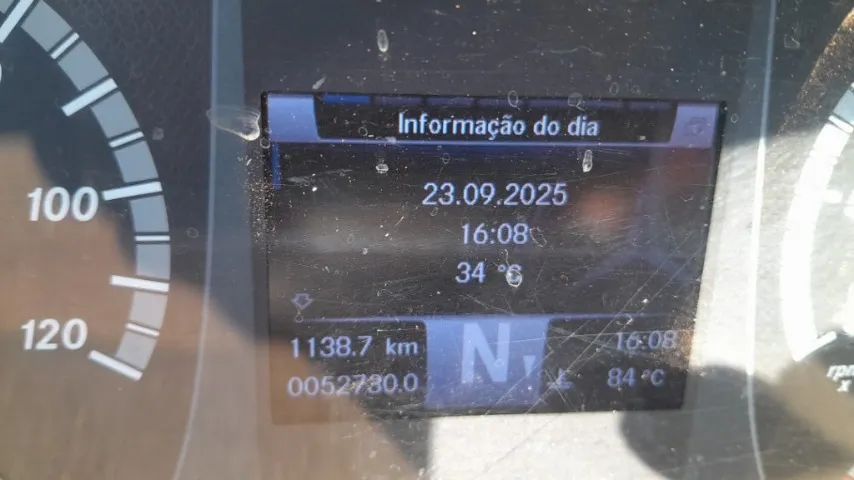 Informação do dia
23.09.2025
16:08
34 °C
100
120
1138.7 km
0052730.0
N
16:08
84 °C
rpm
x